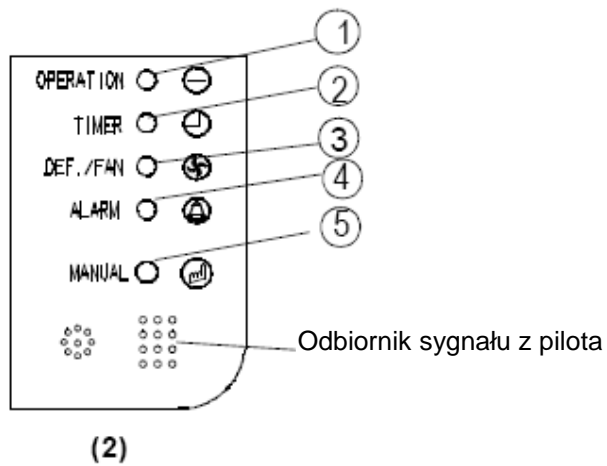 1
OPERATION
2
TIMER
3
DEF./FAN
4
ALARM
5
MANUAL
Odbiornik sygnału z pilota
(2)